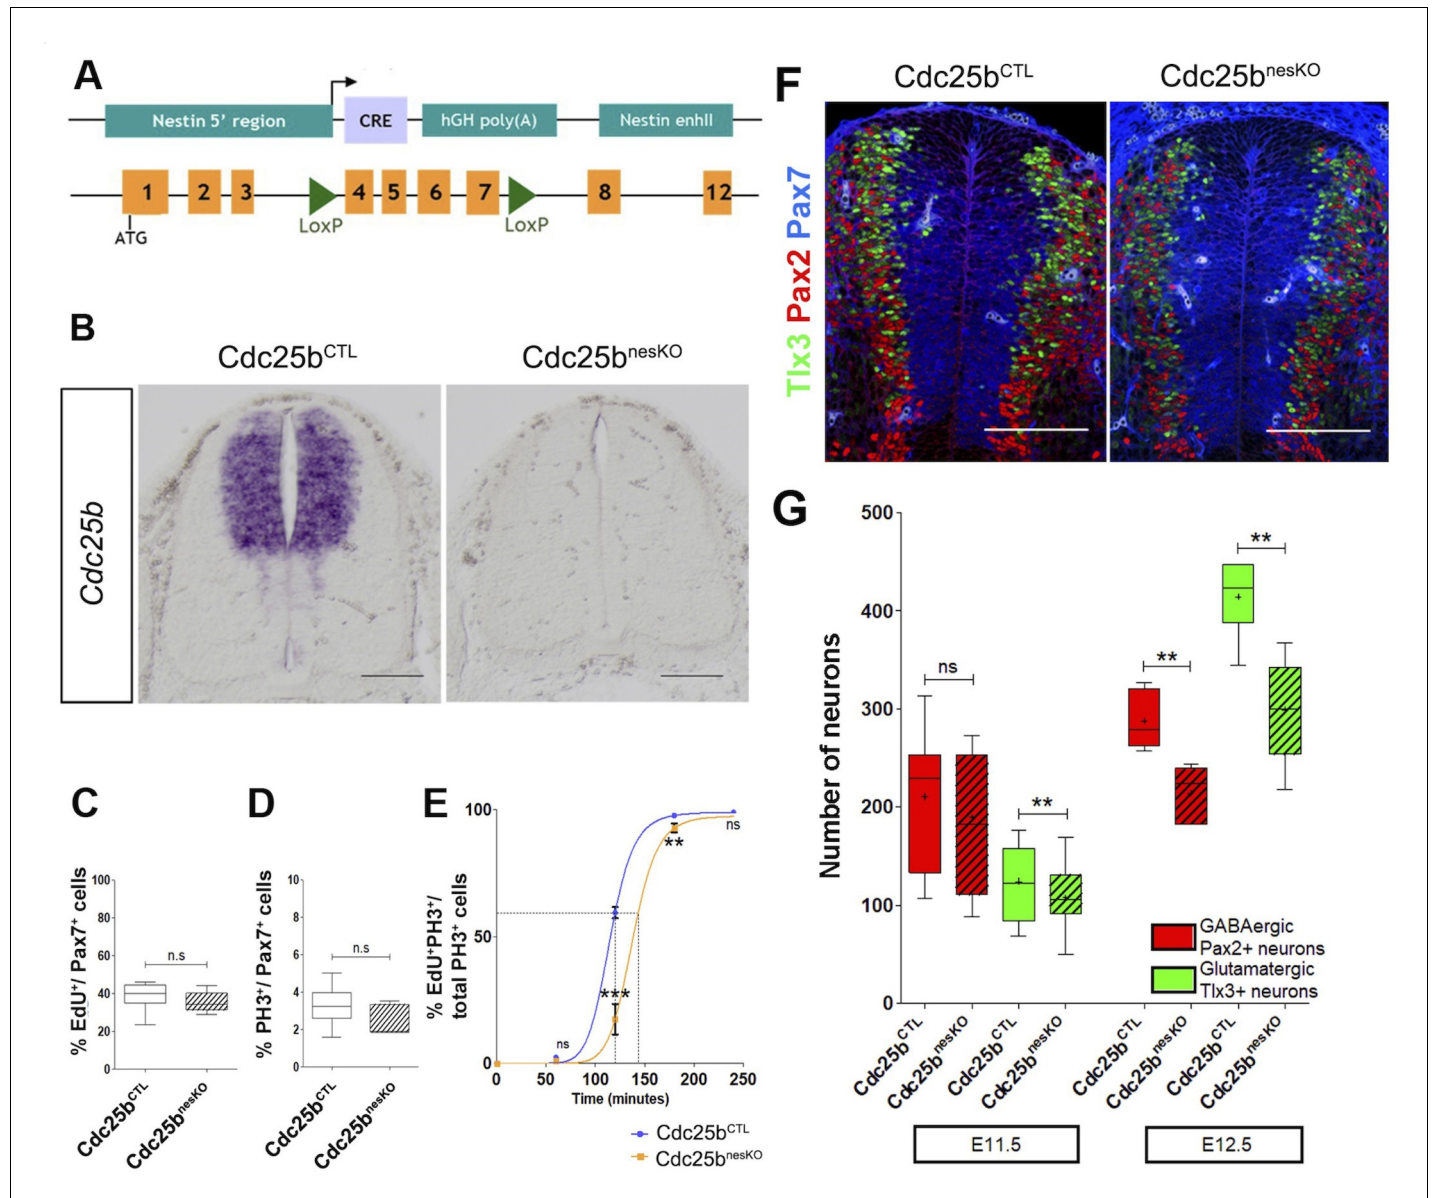 A
Nestin 5' region
CRE
hGH poly(A)
Nestin enhII
1 2 3 4 5 6 7 8 12
LoxP
LoxP
ATG
B
Cdc25bCTL
Cdc25bnesKO
Cdc25b
C
% EdU+/ Pax7+ cells
100
80
60
40
20
0
n.s
Cdc25bCTL
Cdc25bnesKO
D
% PH3+/ Pax7+ cells
10
8
6
4
2
0
n.s
Cdc25bCTL
Cdc25bnesKO
E
% EdU+PH3+/
total PH3+ cells
100
50
0
ns
***
**
ns
0 50 100 150 200 250
Time (minutes)
Cdc25bCTL
Cdc25bnesKO
F
Cdc25bCTL
Cdc25bnesKO
Tlx3 Pax2 Pax7
G
Number of neurons
500
400
300
200
100
0
ns
**
**
**
GABAergic
Pax2+ neurons
Glutamatergic
Tlx3+ neurons
Cdc25bCTL
Cdc25bnesKO
Cdc25bCTL
Cdc25bnesKO
Cdc25bCTL
Cdc25bnesKO
Cdc25bCTL
Cdc25bnesKO
E11.5
E12.5